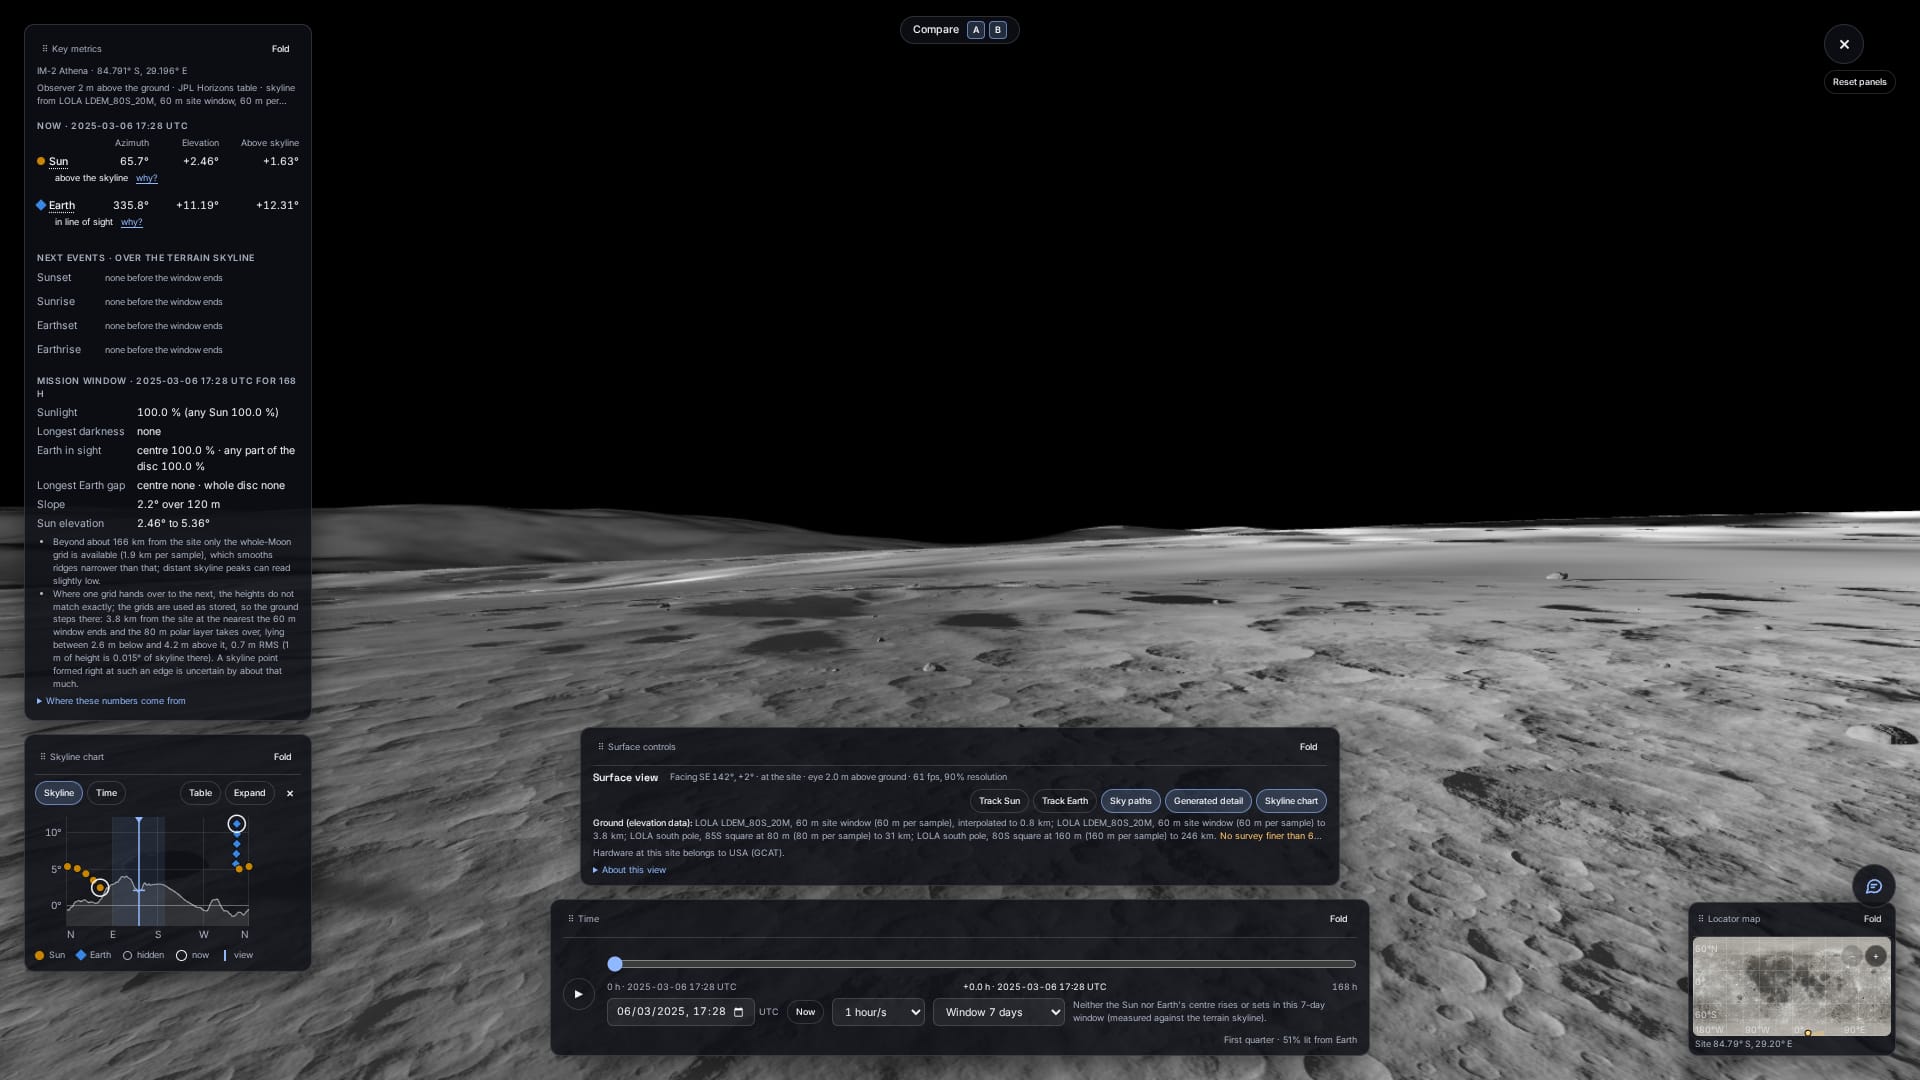 Compare A B
Reset panels
Key metrics Fold
IM-2 Athena · 84.791° S, 29.196° E
Observer 2 m above the ground · JPL Horizons table · skyline
from LOLA LDEM_80S_20M, 60 m site window, 60 m per...
NOW · 2025-03-06 17:28 UTC
Azimuth Elevation Above skyline
Sun 65.7° +2.46° +1.63°
above the skyline why?
Earth 335.8° +11.19° +12.31°
in line of sight why?
NEXT EVENTS · OVER THE TERRAIN SKYLINE
Sunset none before the window ends
Sunrise none before the window ends
Earthset none before the window ends
Earthrise none before the window ends
MISSION WINDOW · 2025-03-06 17:28 UTC FOR 168
H
Sunlight 100.0 % (any Sun 100.0 %)
Longest darkness none
Earth in sight centre 100.0 % · any part of the
disc 100.0 %
Longest Earth gap centre none · whole disc none
Slope 2.2° over 120 m
Sun elevation 2.46° to 5.36°
• Beyond about 166 km from the site only the whole-Moon
grid is available (1.9 km per sample), which smooths
ridges narrower than that; distant skyline peaks can read
slightly low.
• Where one grid hands over to the next, the heights do not
match exactly; the grids are used as stored, so the ground
steps there: 3.8 km from the site at the nearest the 60 m
window ends and the 80 m polar layer takes over, lying
between 2.6 m below and 4.2 m above it, 0.7 m RMS (1
m of height is 0.015° of skyline there). A skyline point
formed right at such an edge is uncertain by about that
much.
Where these numbers come from
Skyline chart Fold
Skyline Time Table Expand ×
10°
5°
0°
N E S W N
Sun Earth hidden now view
Surface controls Fold
Surface view Facing SE 142°, +2° · at the site · eye 2.0 m above ground · 61 fps, 90% resolution
Track Sun Track Earth Sky paths Generated detail Skyline chart
Ground (elevation data): LOLA LDEM_80S_20M, 60 m site window (60 m per sample), interpolated to 0.8 km; LOLA LDEM_80S_20M, 60 m site window (60 m per sample) to
3.8 km; LOLA south pole, 85S square at 80 m (80 m per sample) to 31 km; LOLA south pole, 80S square at 160 m (160 m per sample) to 246 km. No survey finer than 6...
Hardware at this site belongs to USA (GCAT).
About this view
Time Fold
0 h · 2025-03-06 17:28 UTC +0.0 h · 2025-03-06 17:28 UTC 168 h
06/03/2025, 17:28 UTC Now 1 hour/s Window 7 days
Neither the Sun nor Earth's centre rises or sets in this 7-day
window (measured against the terrain skyline).
First quarter · 51% lit from Earth
Locator map Fold
60°N
0°
60°S
180°W 90°W 0° 90°E
Site 84.79° S, 29.20° E